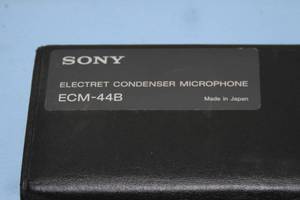 SONY
ELECTRET CONDENSER MICROPHONE
ECM-44B Made in Japan